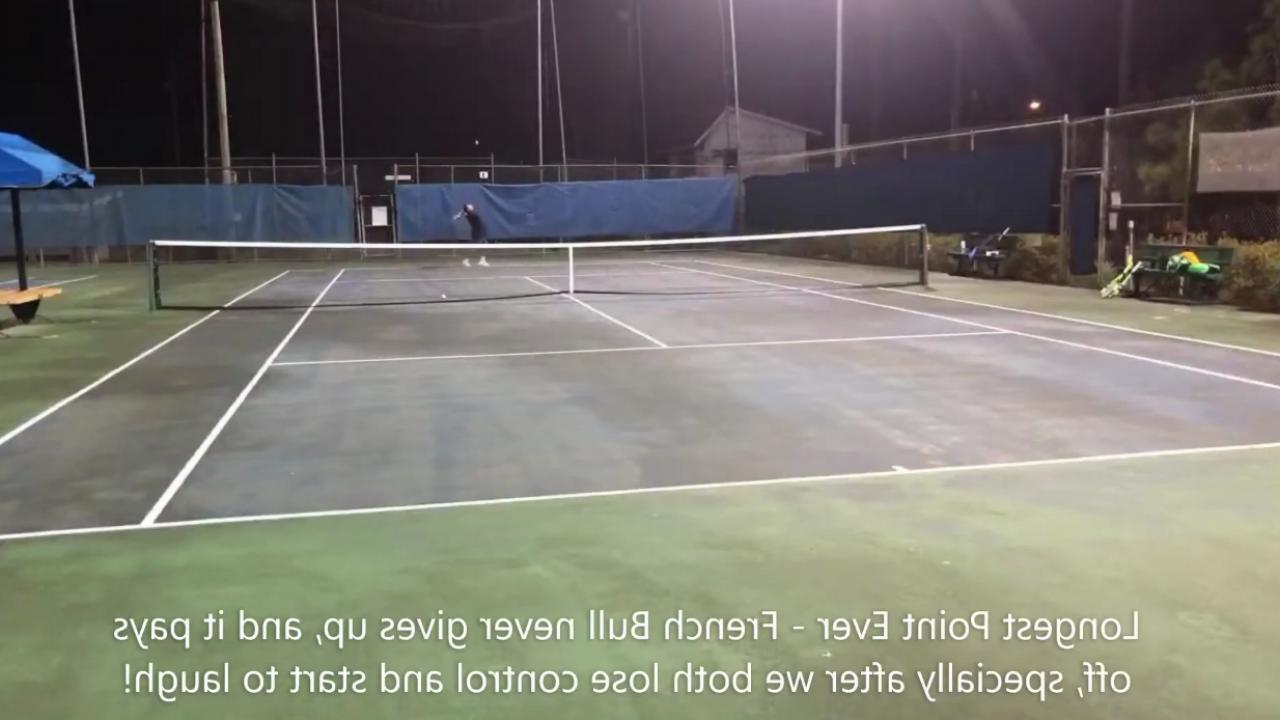 Longest Point Ever - French Bull never gives up, and it pays
off, specially after we both lose control and start to laugh!